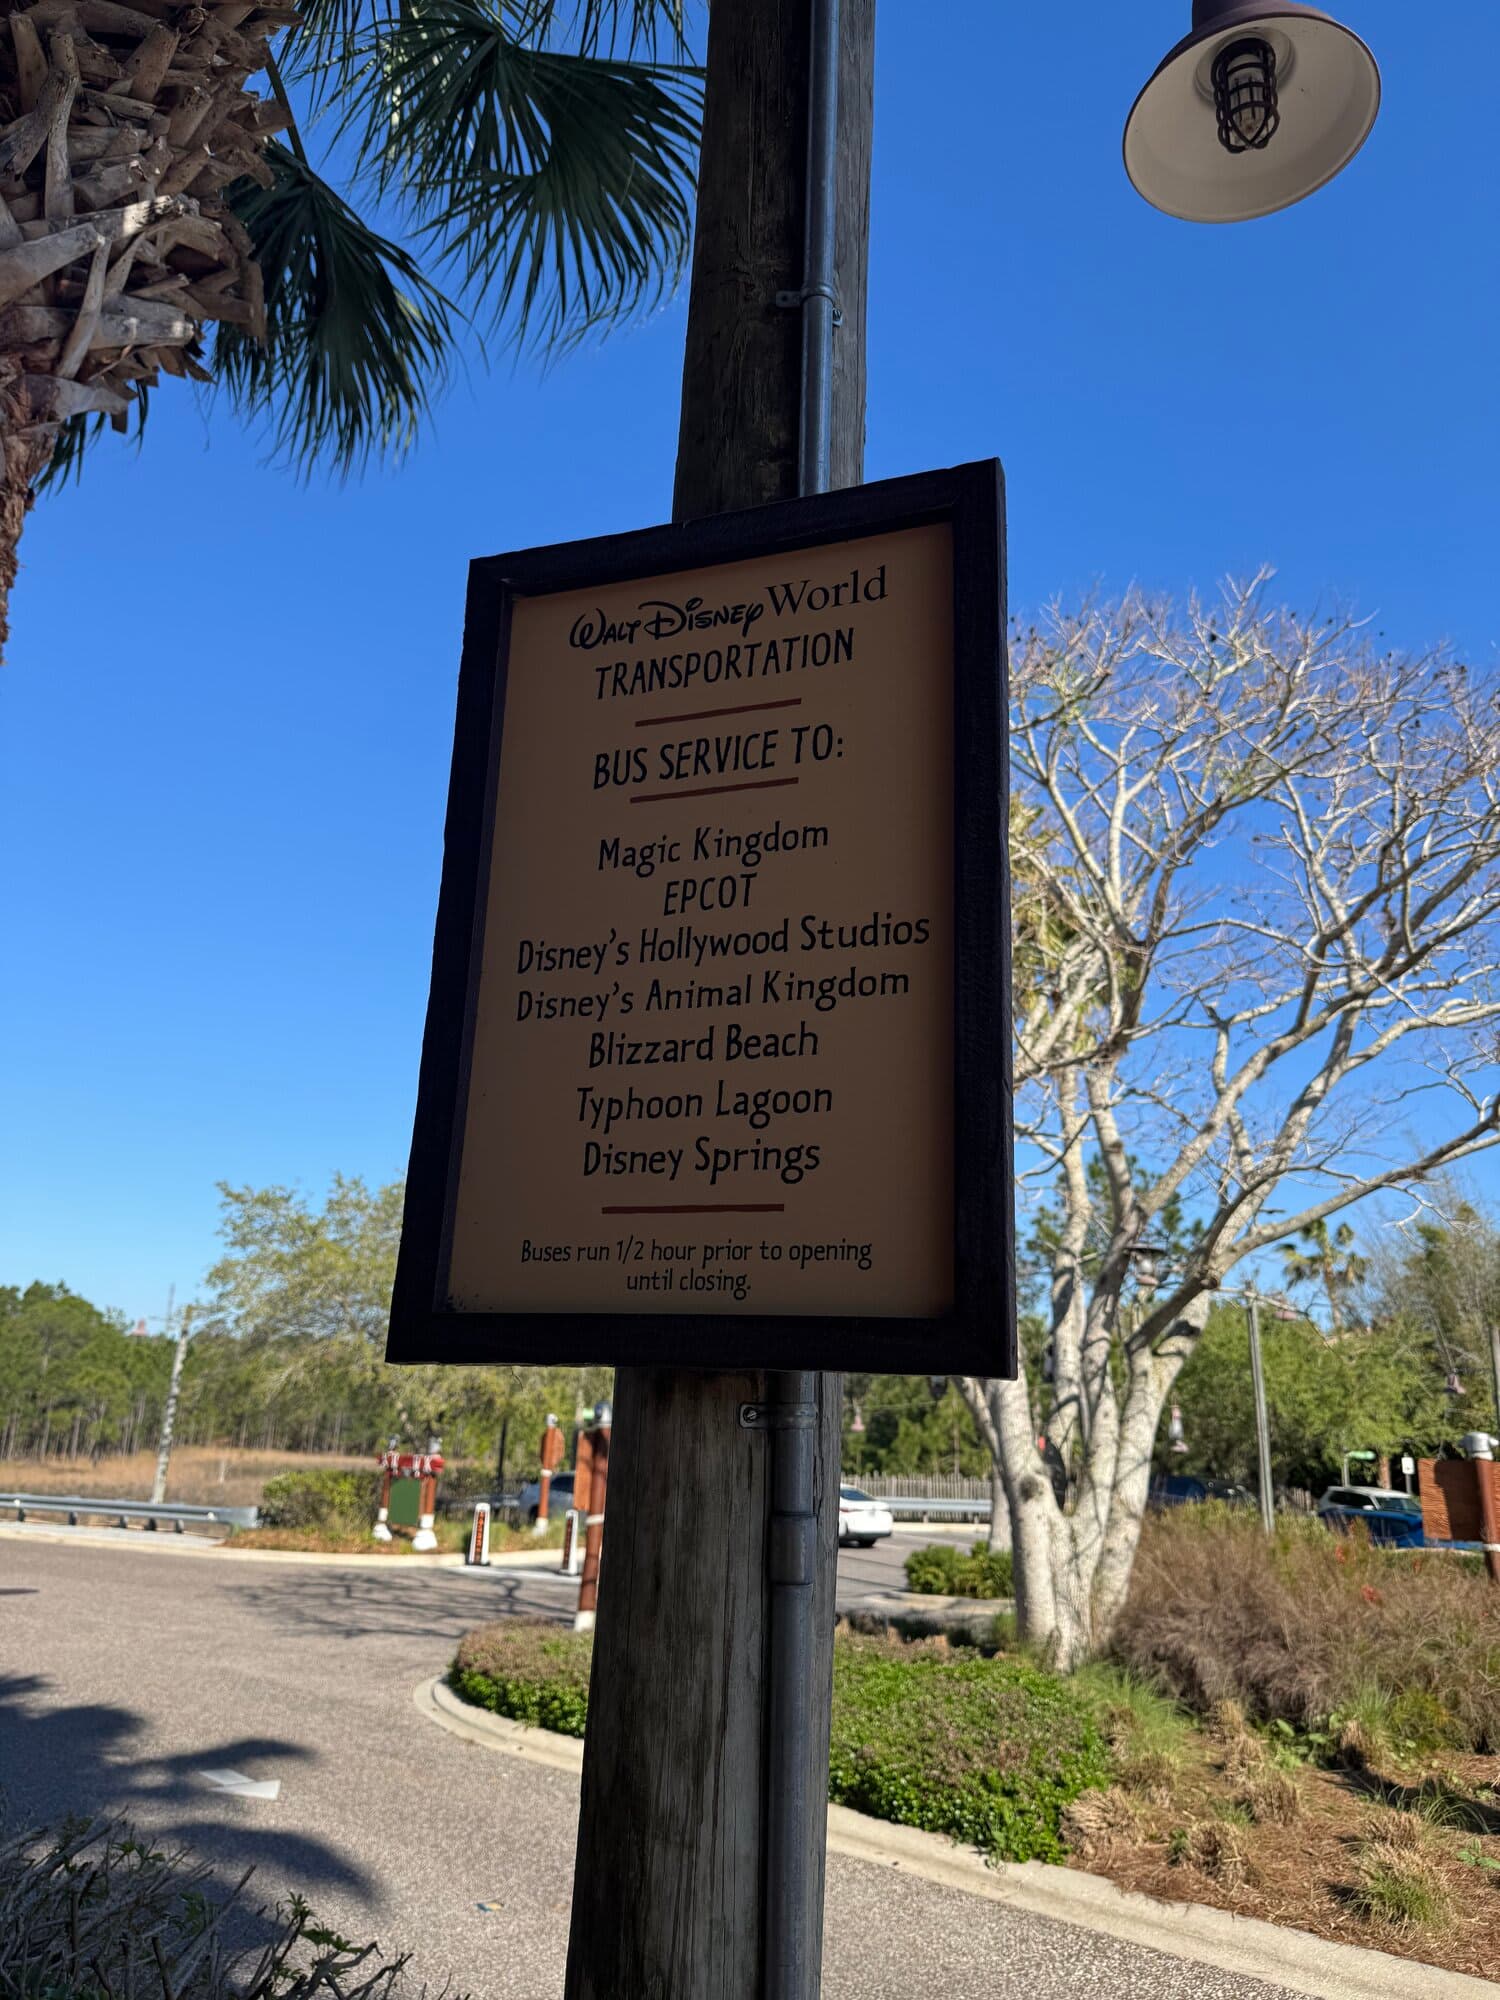 Walt Disney World
TRANSPORTATION
BUS SERVICE TO:
Magic Kingdom
EPCOT
Disney's Hollywood Studios
Disney's Animal Kingdom
Blizzard Beach
Typhoon Lagoon
Disney Springs
Buses run 1/2 hour prior to opening
until closing.